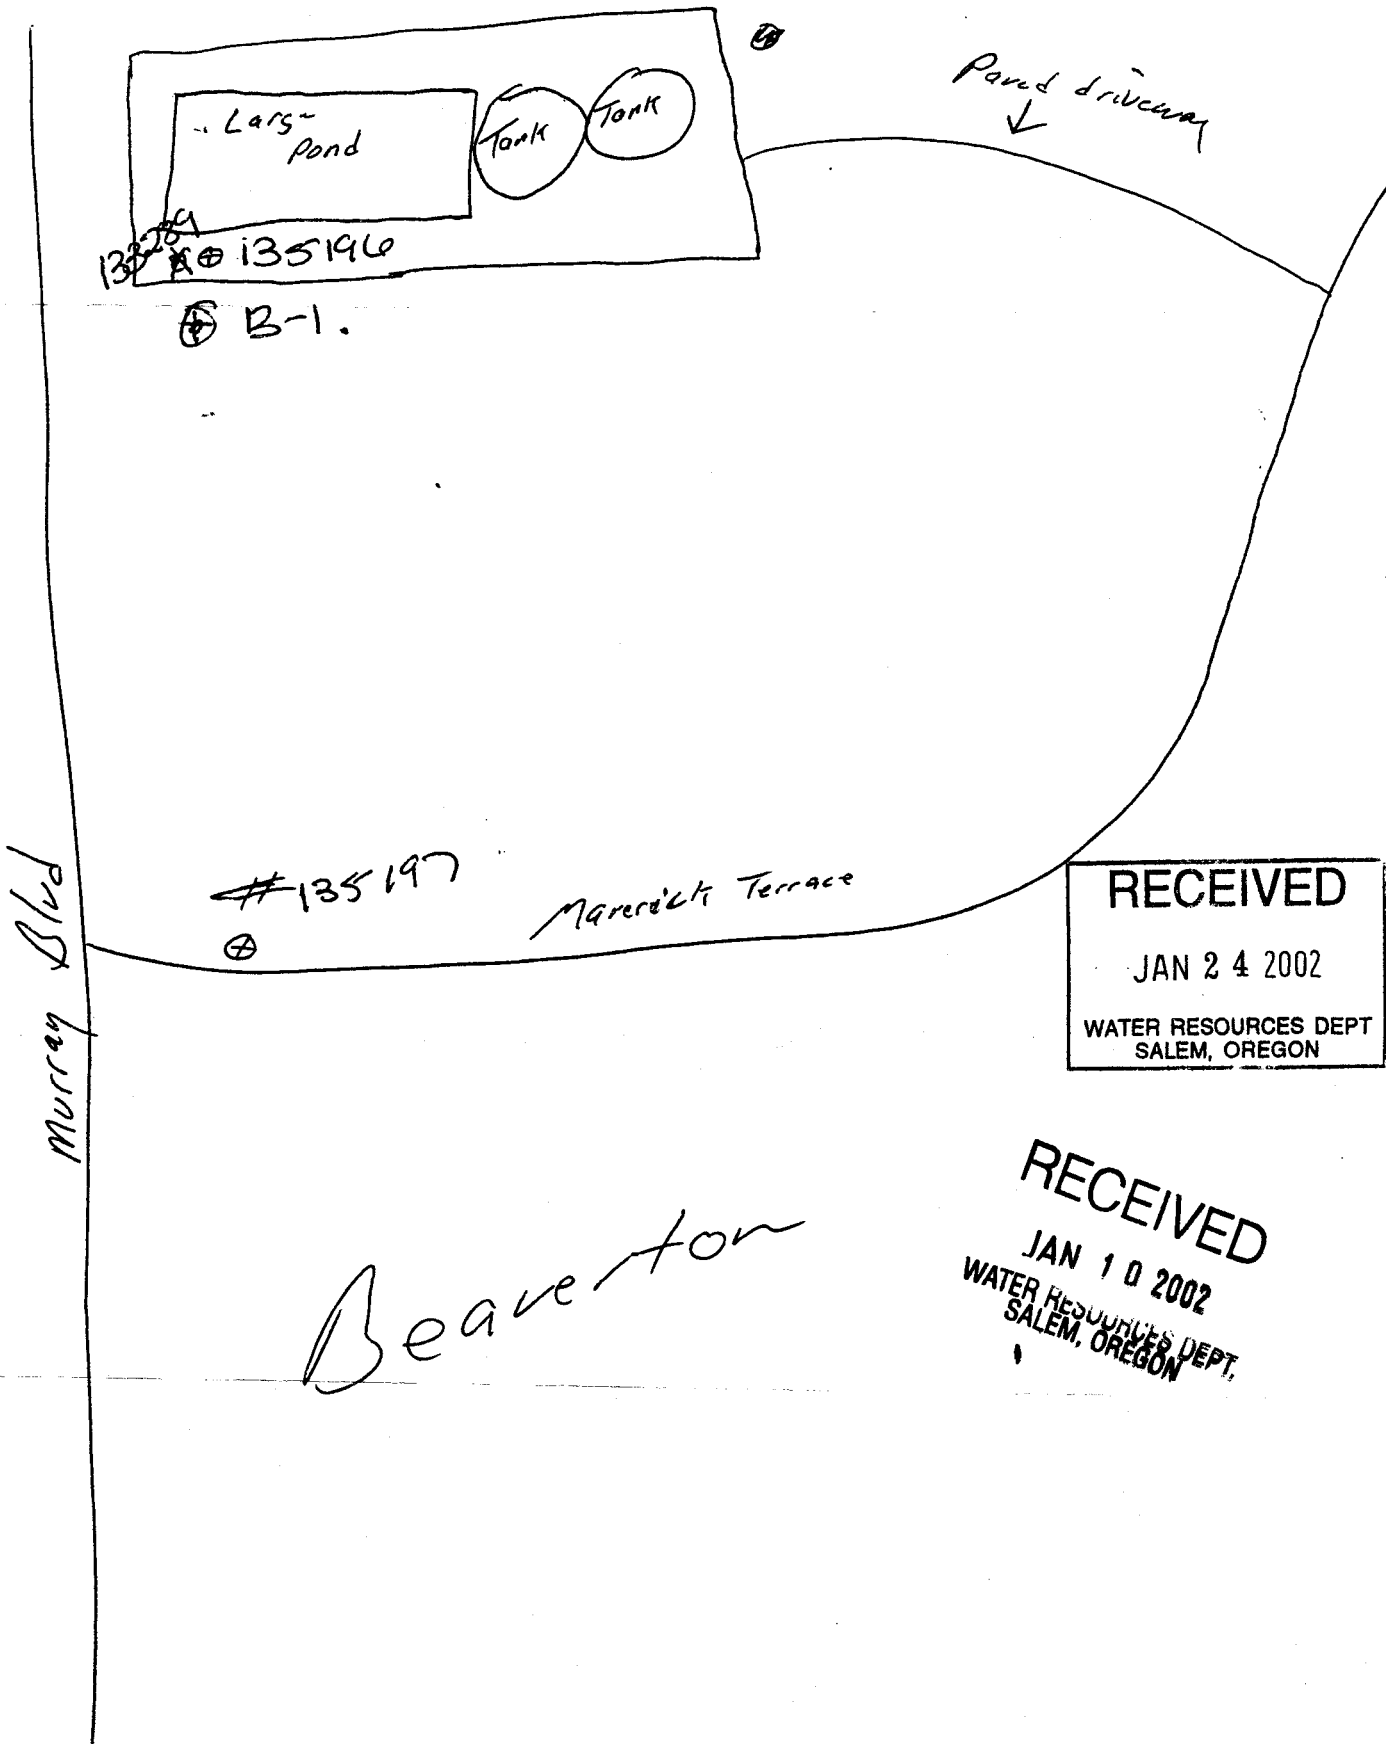 Paved driveway
Large
Pond
Tank
Tank
133289
135196
B-1.
#135197
Maverick Terrace
Murray Blvd
RECEIVED
JAN 24 2002
WATER RESOURCES DEPT
SALEM, OREGON
RECEIVED
JAN 10 2002
WATER RESOURCES DEPT.
SALEM, OREGON
Beaverton